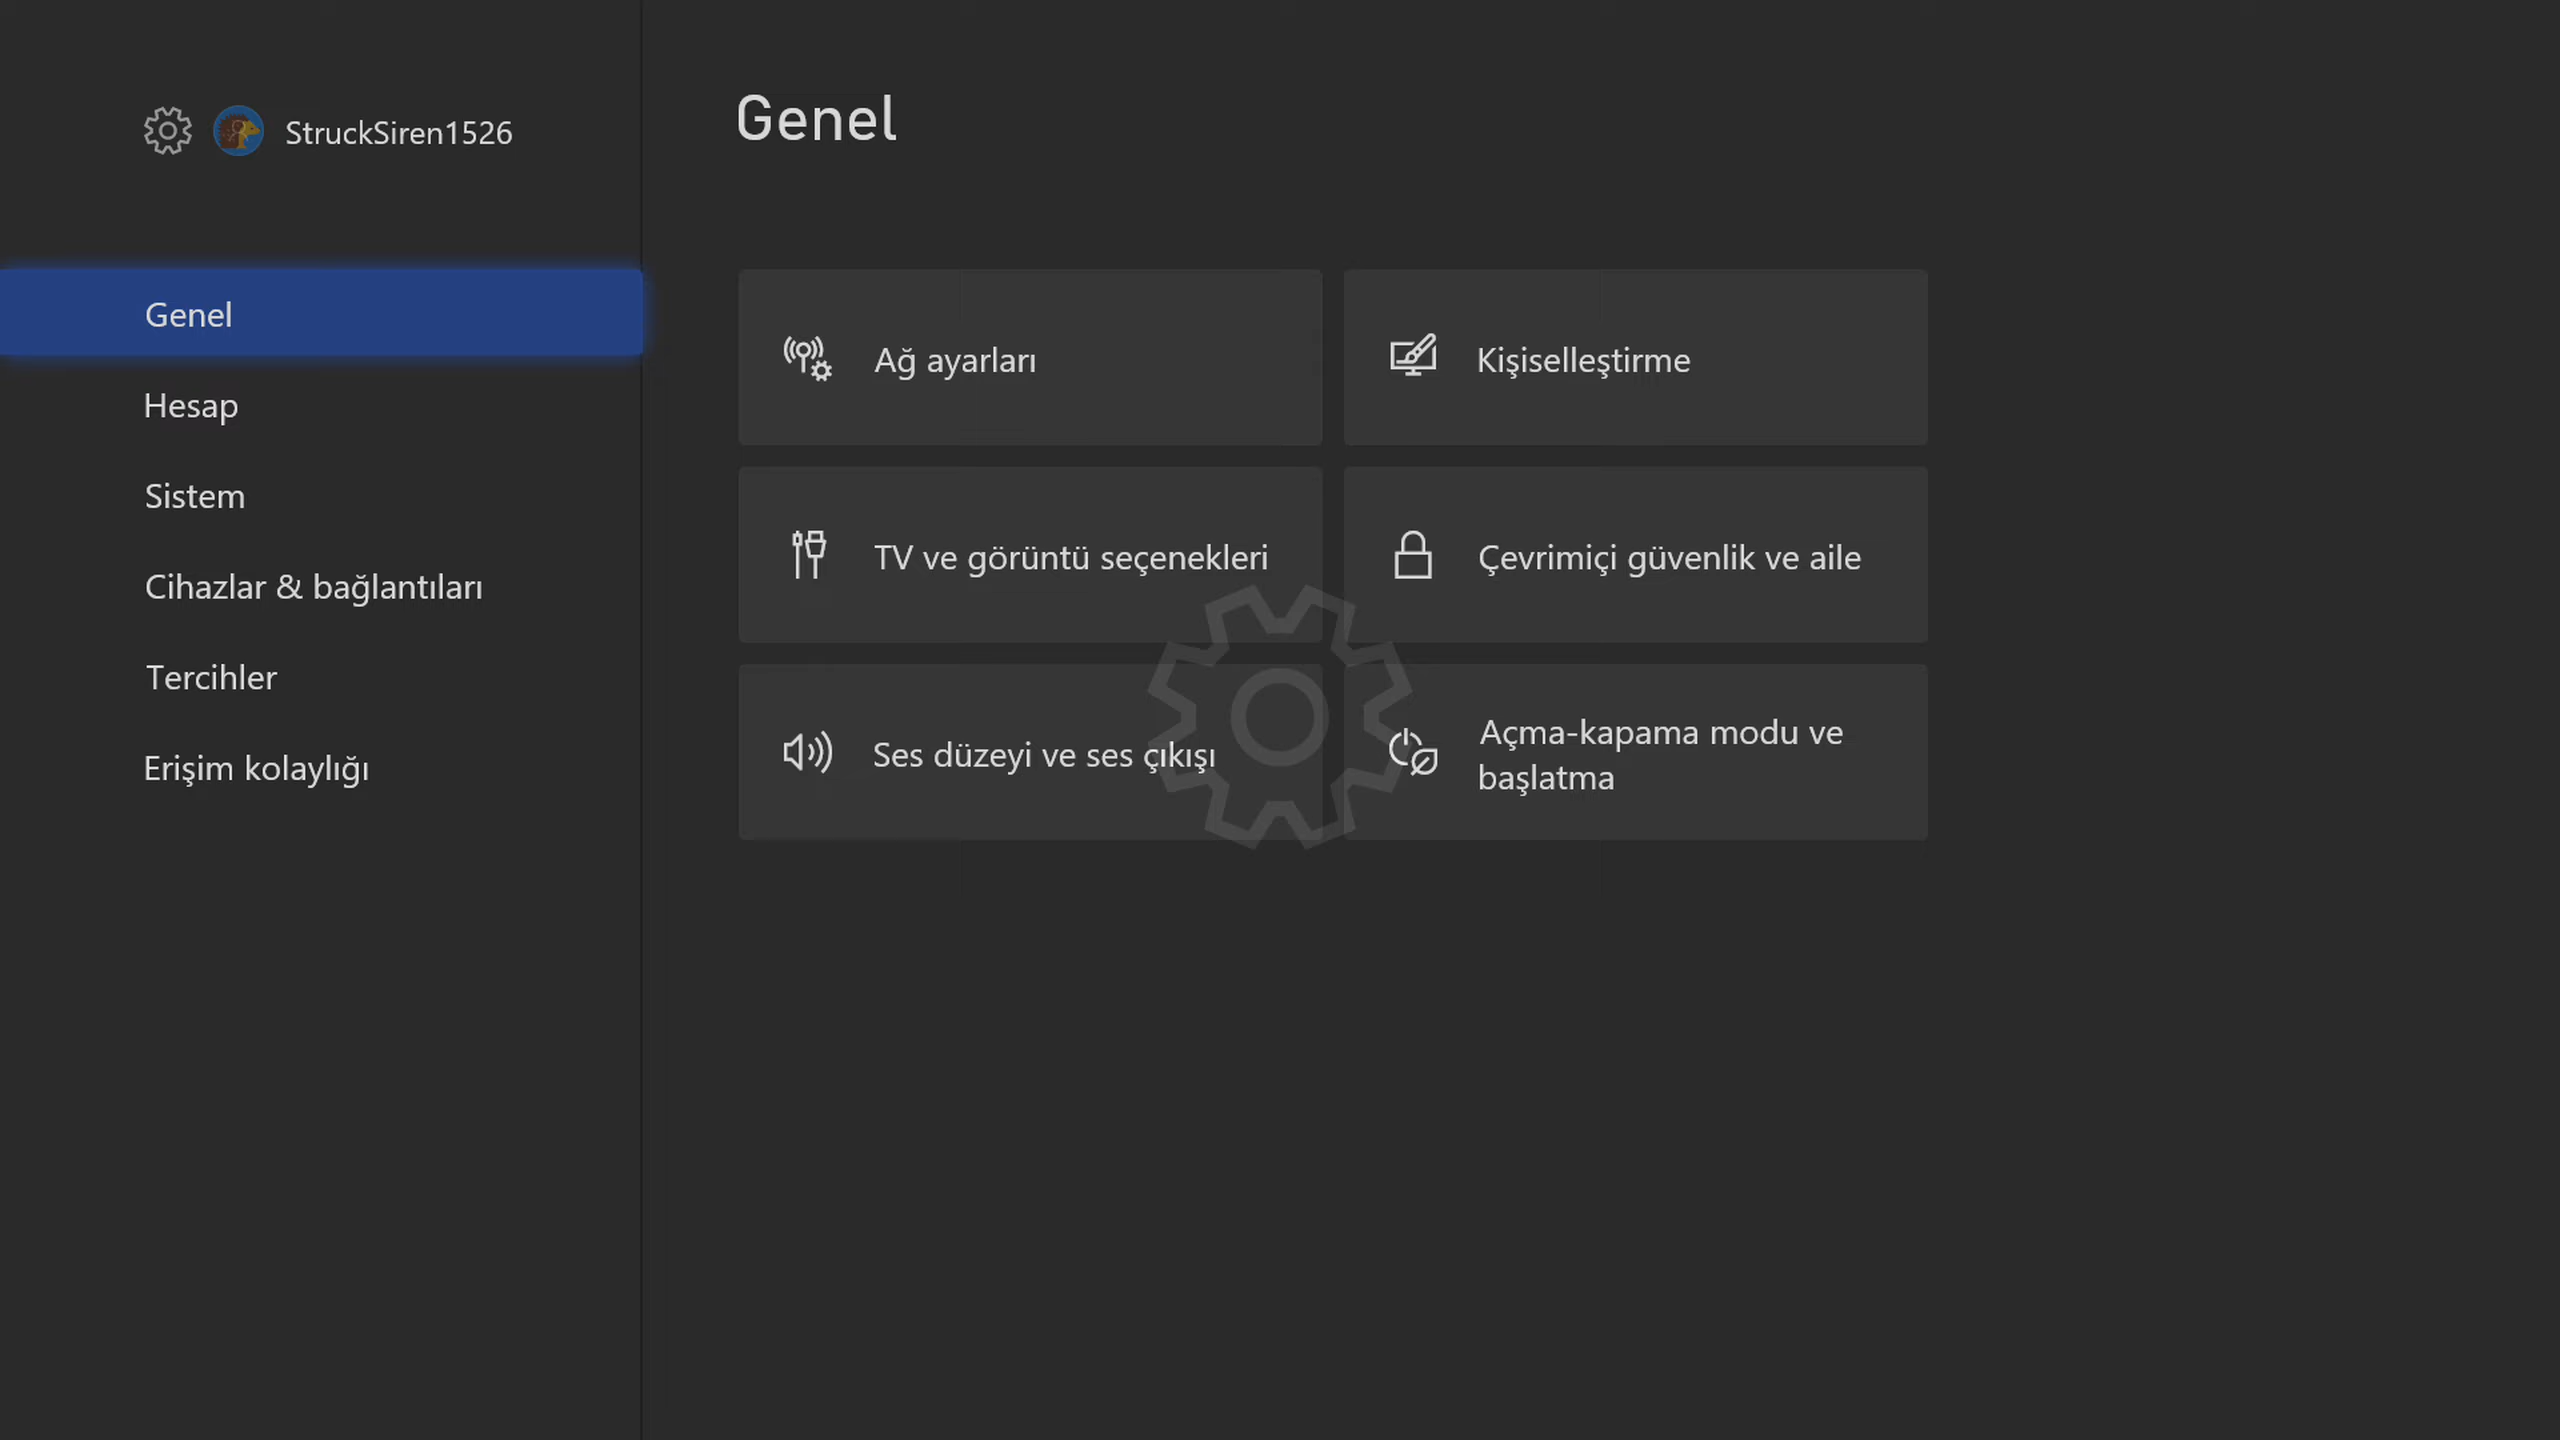 StruckSiren1526
Genel
Hesap
Sistem
Cihazlar & bağlantıları
Tercihler
Erişim kolaylığı
Genel
Ağ ayarları
Kişiselleştirme
TV ve görüntü seçenekleri
Çevrimiçi güvenlik ve aile
Ses düzeyi ve ses çıkışı
Açma-kapama modu ve
başlatma